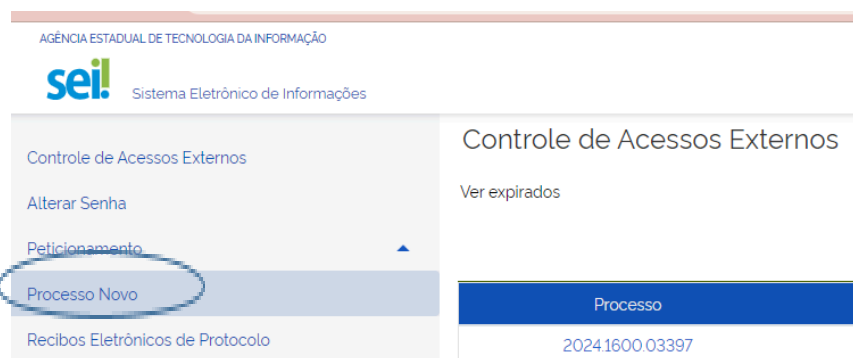 AGÊNCIA ESTADUAL DE TECNOLOGIA DA INFORMAÇÃO
sei!
Sistema Eletrônico de Informações
Controle de Acessos Externos
Alterar Senha
Peticionamento
Processo Novo
Recibos Eletrônicos de Protocolo
Controle de Acessos Externos
Ver expirados
Processo
2024.1600.03397